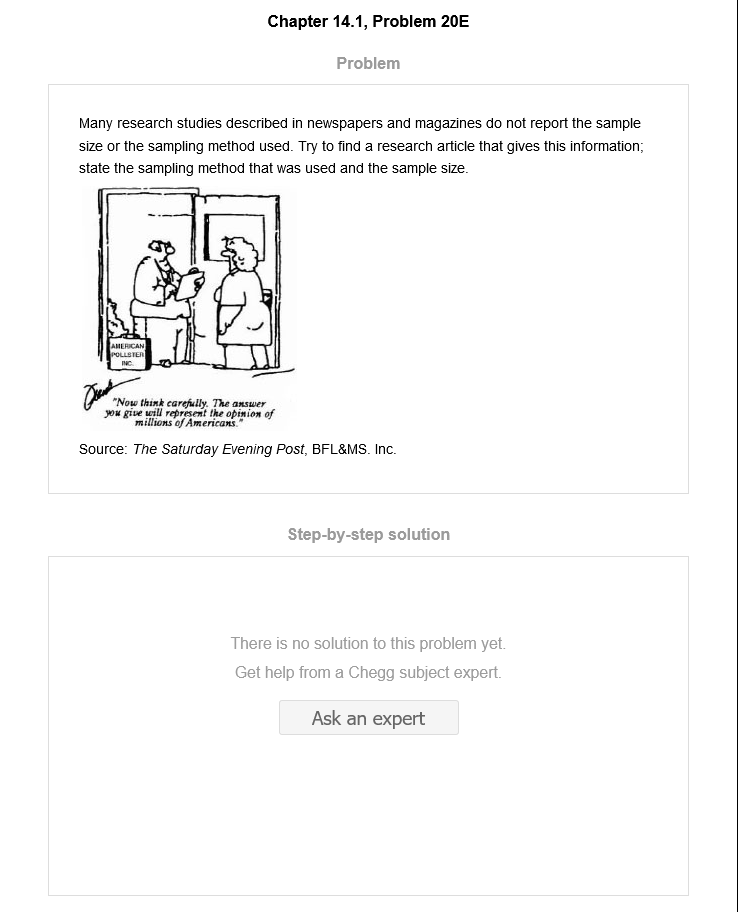 Chapter 14.1, Problem 20E
Problem
Many research studies described in newspapers and magazines do not report the sample
size or the sampling method used. Try to find a research article that gives this information;
state the sampling method that was used and the sample size.
AMERICAN
POLLSTER
INC.
"Now think carefully. The answer
you give will represent the opinion of
millions of Americans."
Source: The Saturday Evening Post, BFL&MS. Inc.
Step-by-step solution
There is no solution to this problem yet.
Get help from a Chegg subject expert.
Ask an expert